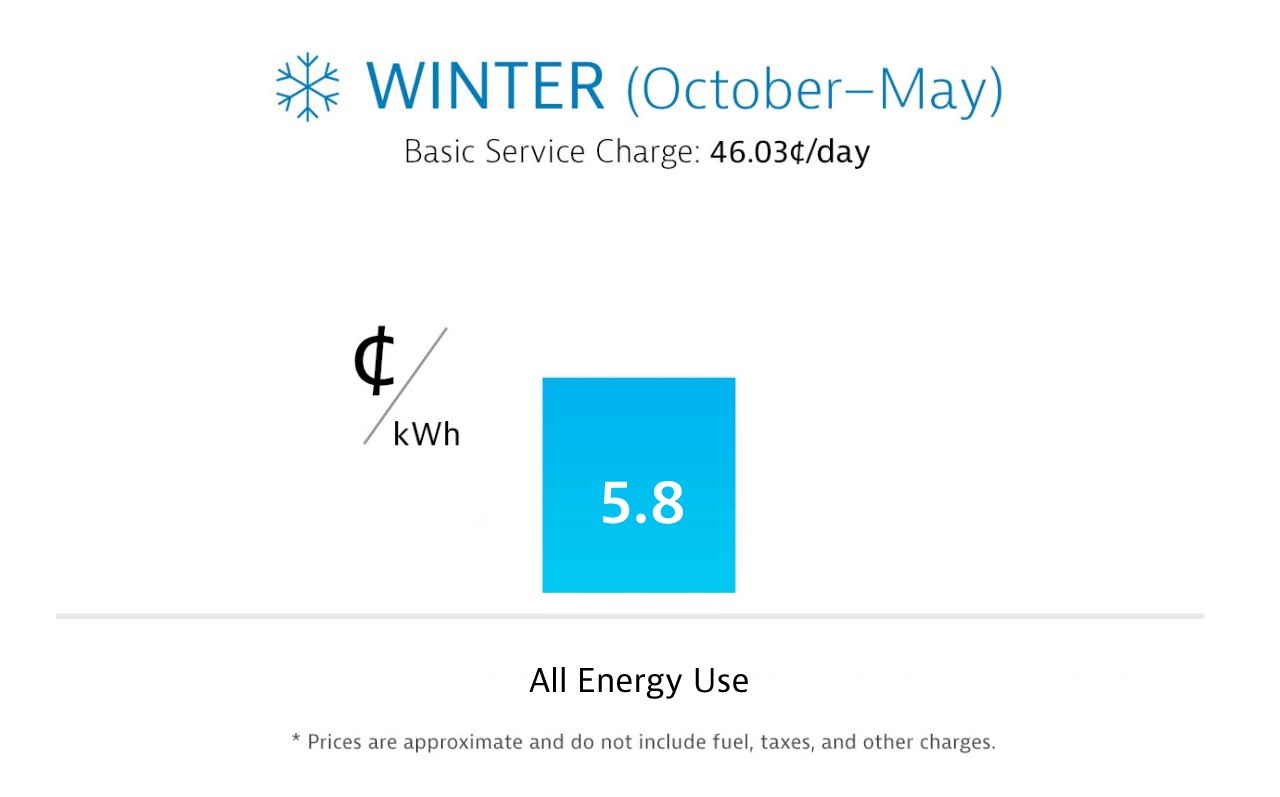 WINTER (October–May)
Basic Service Charge: 46.03¢/day
¢/kWh
5.8
All Energy Use
* Prices are approximate and do not include fuel, taxes, and other charges.